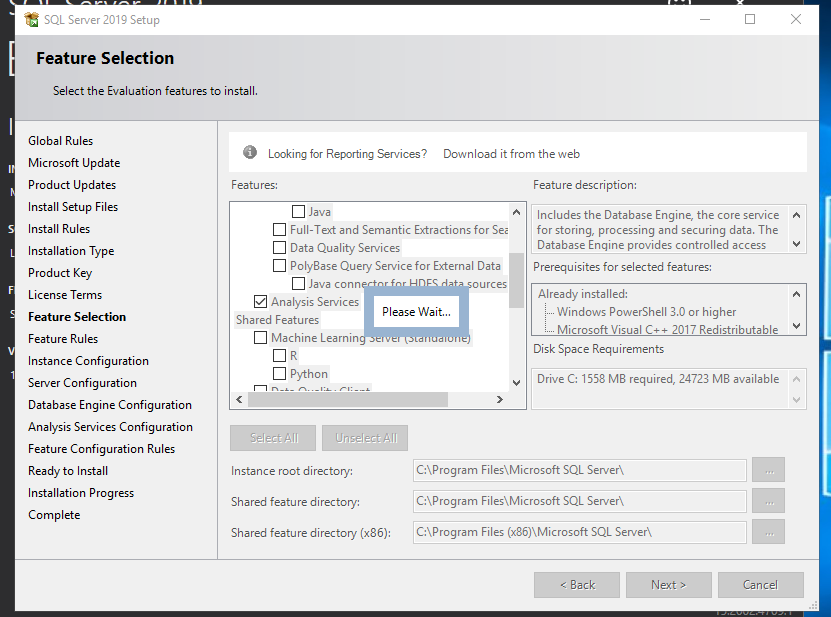 SQL Server 2019
SQL Server 2019 Setup
Feature Selection
Select the Evaluation features to install.
Global Rules
Microsoft Update
Product Updates
Install Setup Files
Install Rules
Installation Type
Product Key
License Terms
Feature Selection
Feature Rules
Instance Configuration
Server Configuration
Database Engine Configuration
Analysis Services Configuration
Feature Configuration Rules
Ready to Install
Installation Progress
Complete
Looking for Reporting Services? Download it from the web
Features:
Java
Full-Text and Semantic Extractions for Sea
Data Quality Services
PolyBase Query Service for External Data
Java connector for HDFS data sources
Analysis Services
Shared Features
Machine Learning Server (Standalone)
R
Python
Data Quality Client
Please Wait...
Feature description:
Includes the Database Engine, the core service
for storing, processing and securing data. The
Database Engine provides controlled access
Prerequisites for selected features:
Already installed:
Windows PowerShell 3.0 or higher
Microsoft Visual C++ 2017 Redistributable
Disk Space Requirements
Drive C: 1558 MB required, 24723 MB available
Select All Unselect All
Instance root directory: C:\Program Files\Microsoft SQL Server\ ...
Shared feature directory: C:\Program Files\Microsoft SQL Server\ ...
Shared feature directory (x86): C:\Program Files (x86)\Microsoft SQL Server\ ...
< Back Next > Cancel